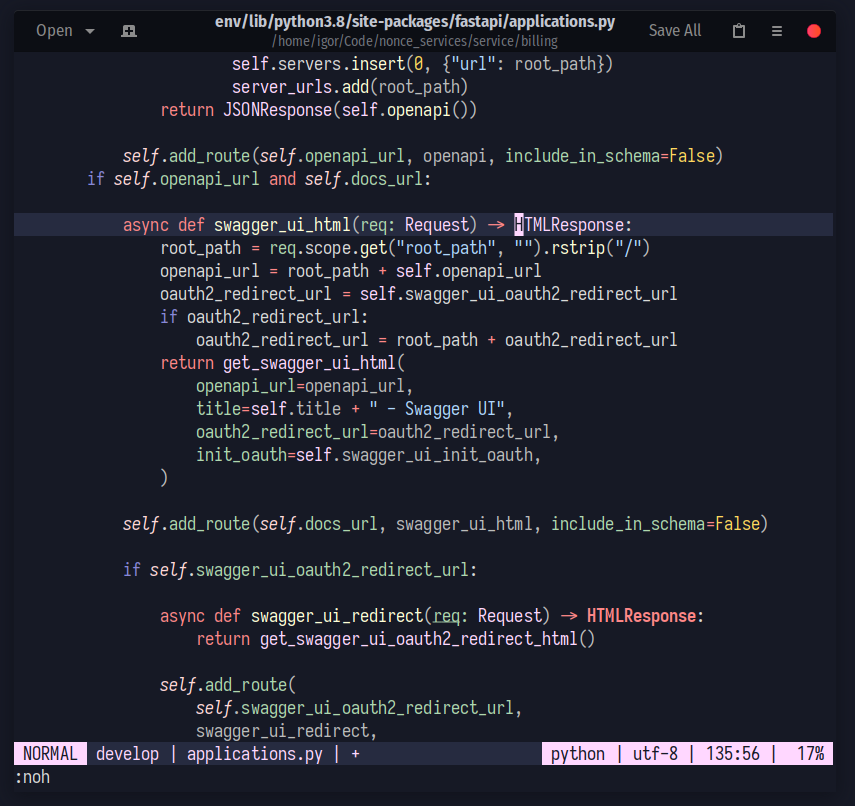 Open
env/lib/python3.8/site-packages/fastapi/applications.py
/home/igor/Code/nonce_services/service/billing
Save All
self.servers.insert(0, {"url": root_path})
server_urls.add(root_path)
return JSONResponse(self.openapi())
self.add_route(self.openapi_url, openapi, include_in_schema=False)
if self.openapi_url and self.docs_url:
async def swagger_ui_html(req: Request) -> HTMLResponse:
root_path = req.scope.get("root_path", "").rstrip("/")
openapi_url = root_path + self.openapi_url
oauth2_redirect_url = self.swagger_ui_oauth2_redirect_url
if oauth2_redirect_url:
oauth2_redirect_url = root_path + oauth2_redirect_url
return get_swagger_ui_html(
openapi_url=openapi_url,
title=self.title + " - Swagger UI",
oauth2_redirect_url=oauth2_redirect_url,
init_oauth=self.swagger_ui_init_oauth,
)
self.add_route(self.docs_url, swagger_ui_html, include_in_schema=False)
if self.swagger_ui_oauth2_redirect_url:
async def swagger_ui_redirect(req: Request) -> HTMLResponse:
return get_swagger_ui_oauth2_redirect_html()
self.add_route(
self.swagger_ui_oauth2_redirect_url,
swagger_ui_redirect,
NORMAL develop | applications.py | + python | utf-8 | 135:56 | 17%
:noh